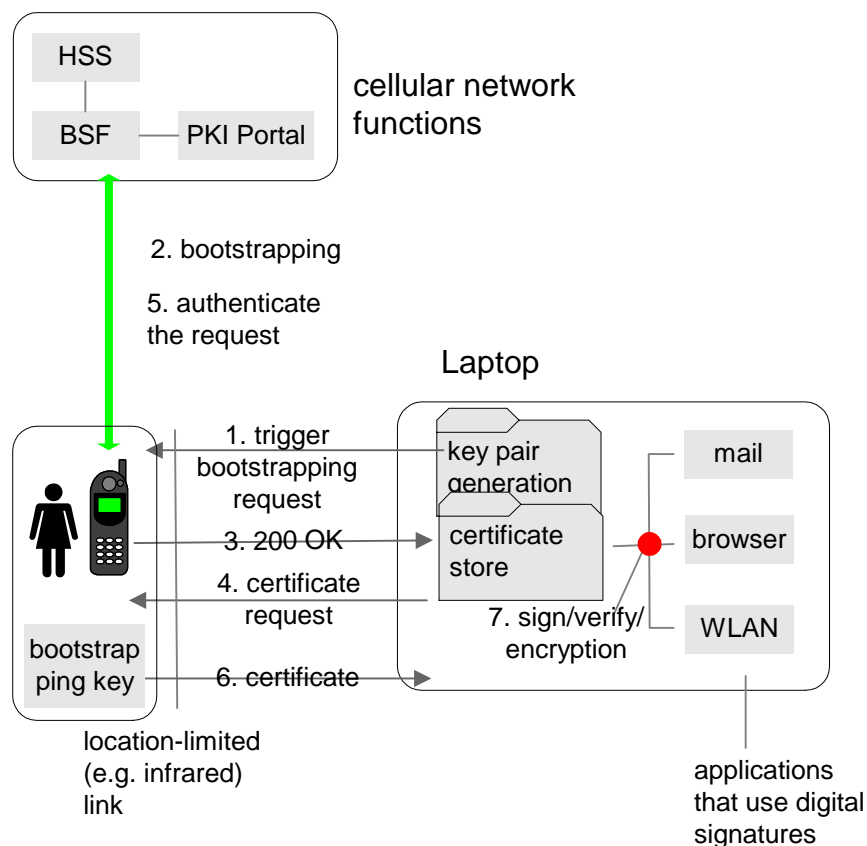 HSS
BSF
PKI Portal
cellular network
functions
2. bootstrapping
5. authenticate
the request
Laptop
1. trigger
bootstrapping
request
key pair
generation
mail
3. 200 OK
certificate
store
browser
4. certificate
request
7. sign/verify/
encryption
WLAN
bootstrap
ping key
6. certificate
location-limited
(e.g. infrared)
link
applications
that use digital
signatures